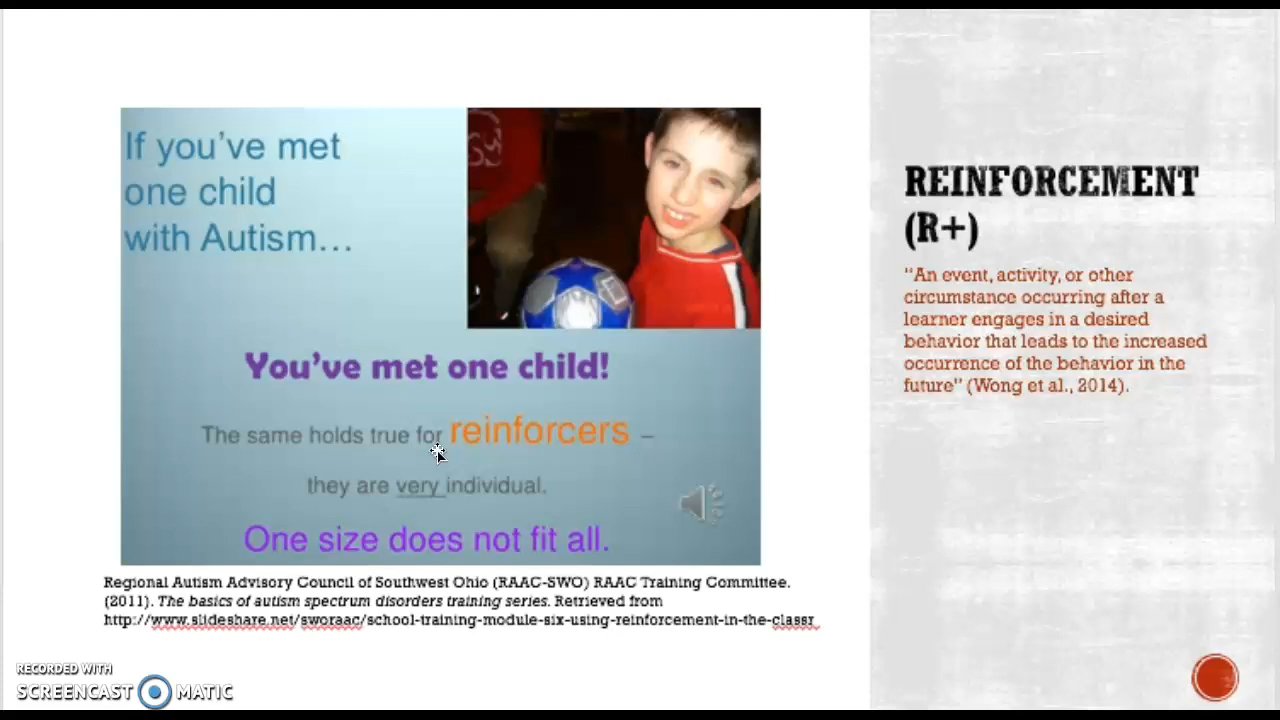 If you've met
one child
with Autism…
You've met one child!
The same holds true for reinforcers –
they are very individual.
One size does not fit all.
Regional Autism Advisory Council of Southwest Ohio (RAAC-SWO) RAAC Training Committee.
(2011). The basics of autism spectrum disorders training series. Retrieved from
http://www.slideshare.net/sworaac/school-training-module-six-using-reinforcement-in-the-classr
REINFORCEMENT
(R+)
"An event, activity, or other
circumstance occurring after a
learner engages in a desired
behavior that leads to the increased
occurrence of the behavior in the
future" (Wong et al., 2014).
RECORDED WITH
SCREENCAST MATIC